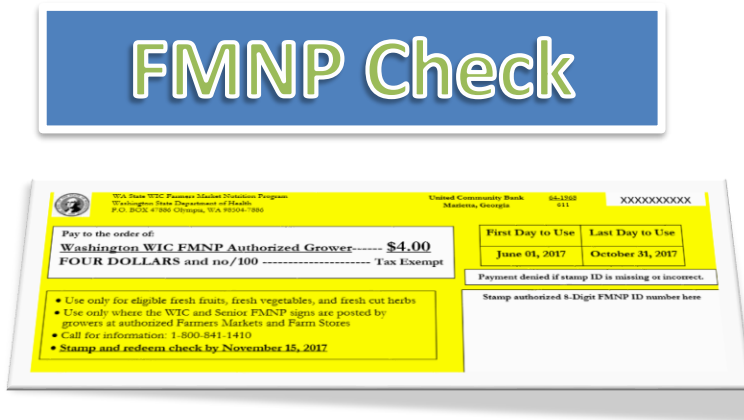 FMNP Check
WA State WIC Farmers Market Nutrition Program
Washington State Department of Health
P.O. BOX 47886 Olympia, WA 98504-7886
United Community Bank
Marietta, Georgia
64-1960
611
XXXXXXXXXX
Pay to the order of:
Washington WIC FMNP Authorized Grower------ $4.00
FOUR DOLLARS and no/100 --------------------- Tax Exempt
First Day to Use Last Day to Use
June 01, 2017 October 31, 2017
Payment denied if stamp ID is missing or incorrect.
Stamp authorized 8-Digit FMNP ID number here
• Use only for eligible fresh fruits, fresh vegetables, and fresh cut herbs
• Use only where the WIC and Senior FMNP signs are posted by
growers at authorized Farmers Markets and Farm Stores
• Call for information: 1-800-841-1410
• Stamp and redeem check by November 15, 2017